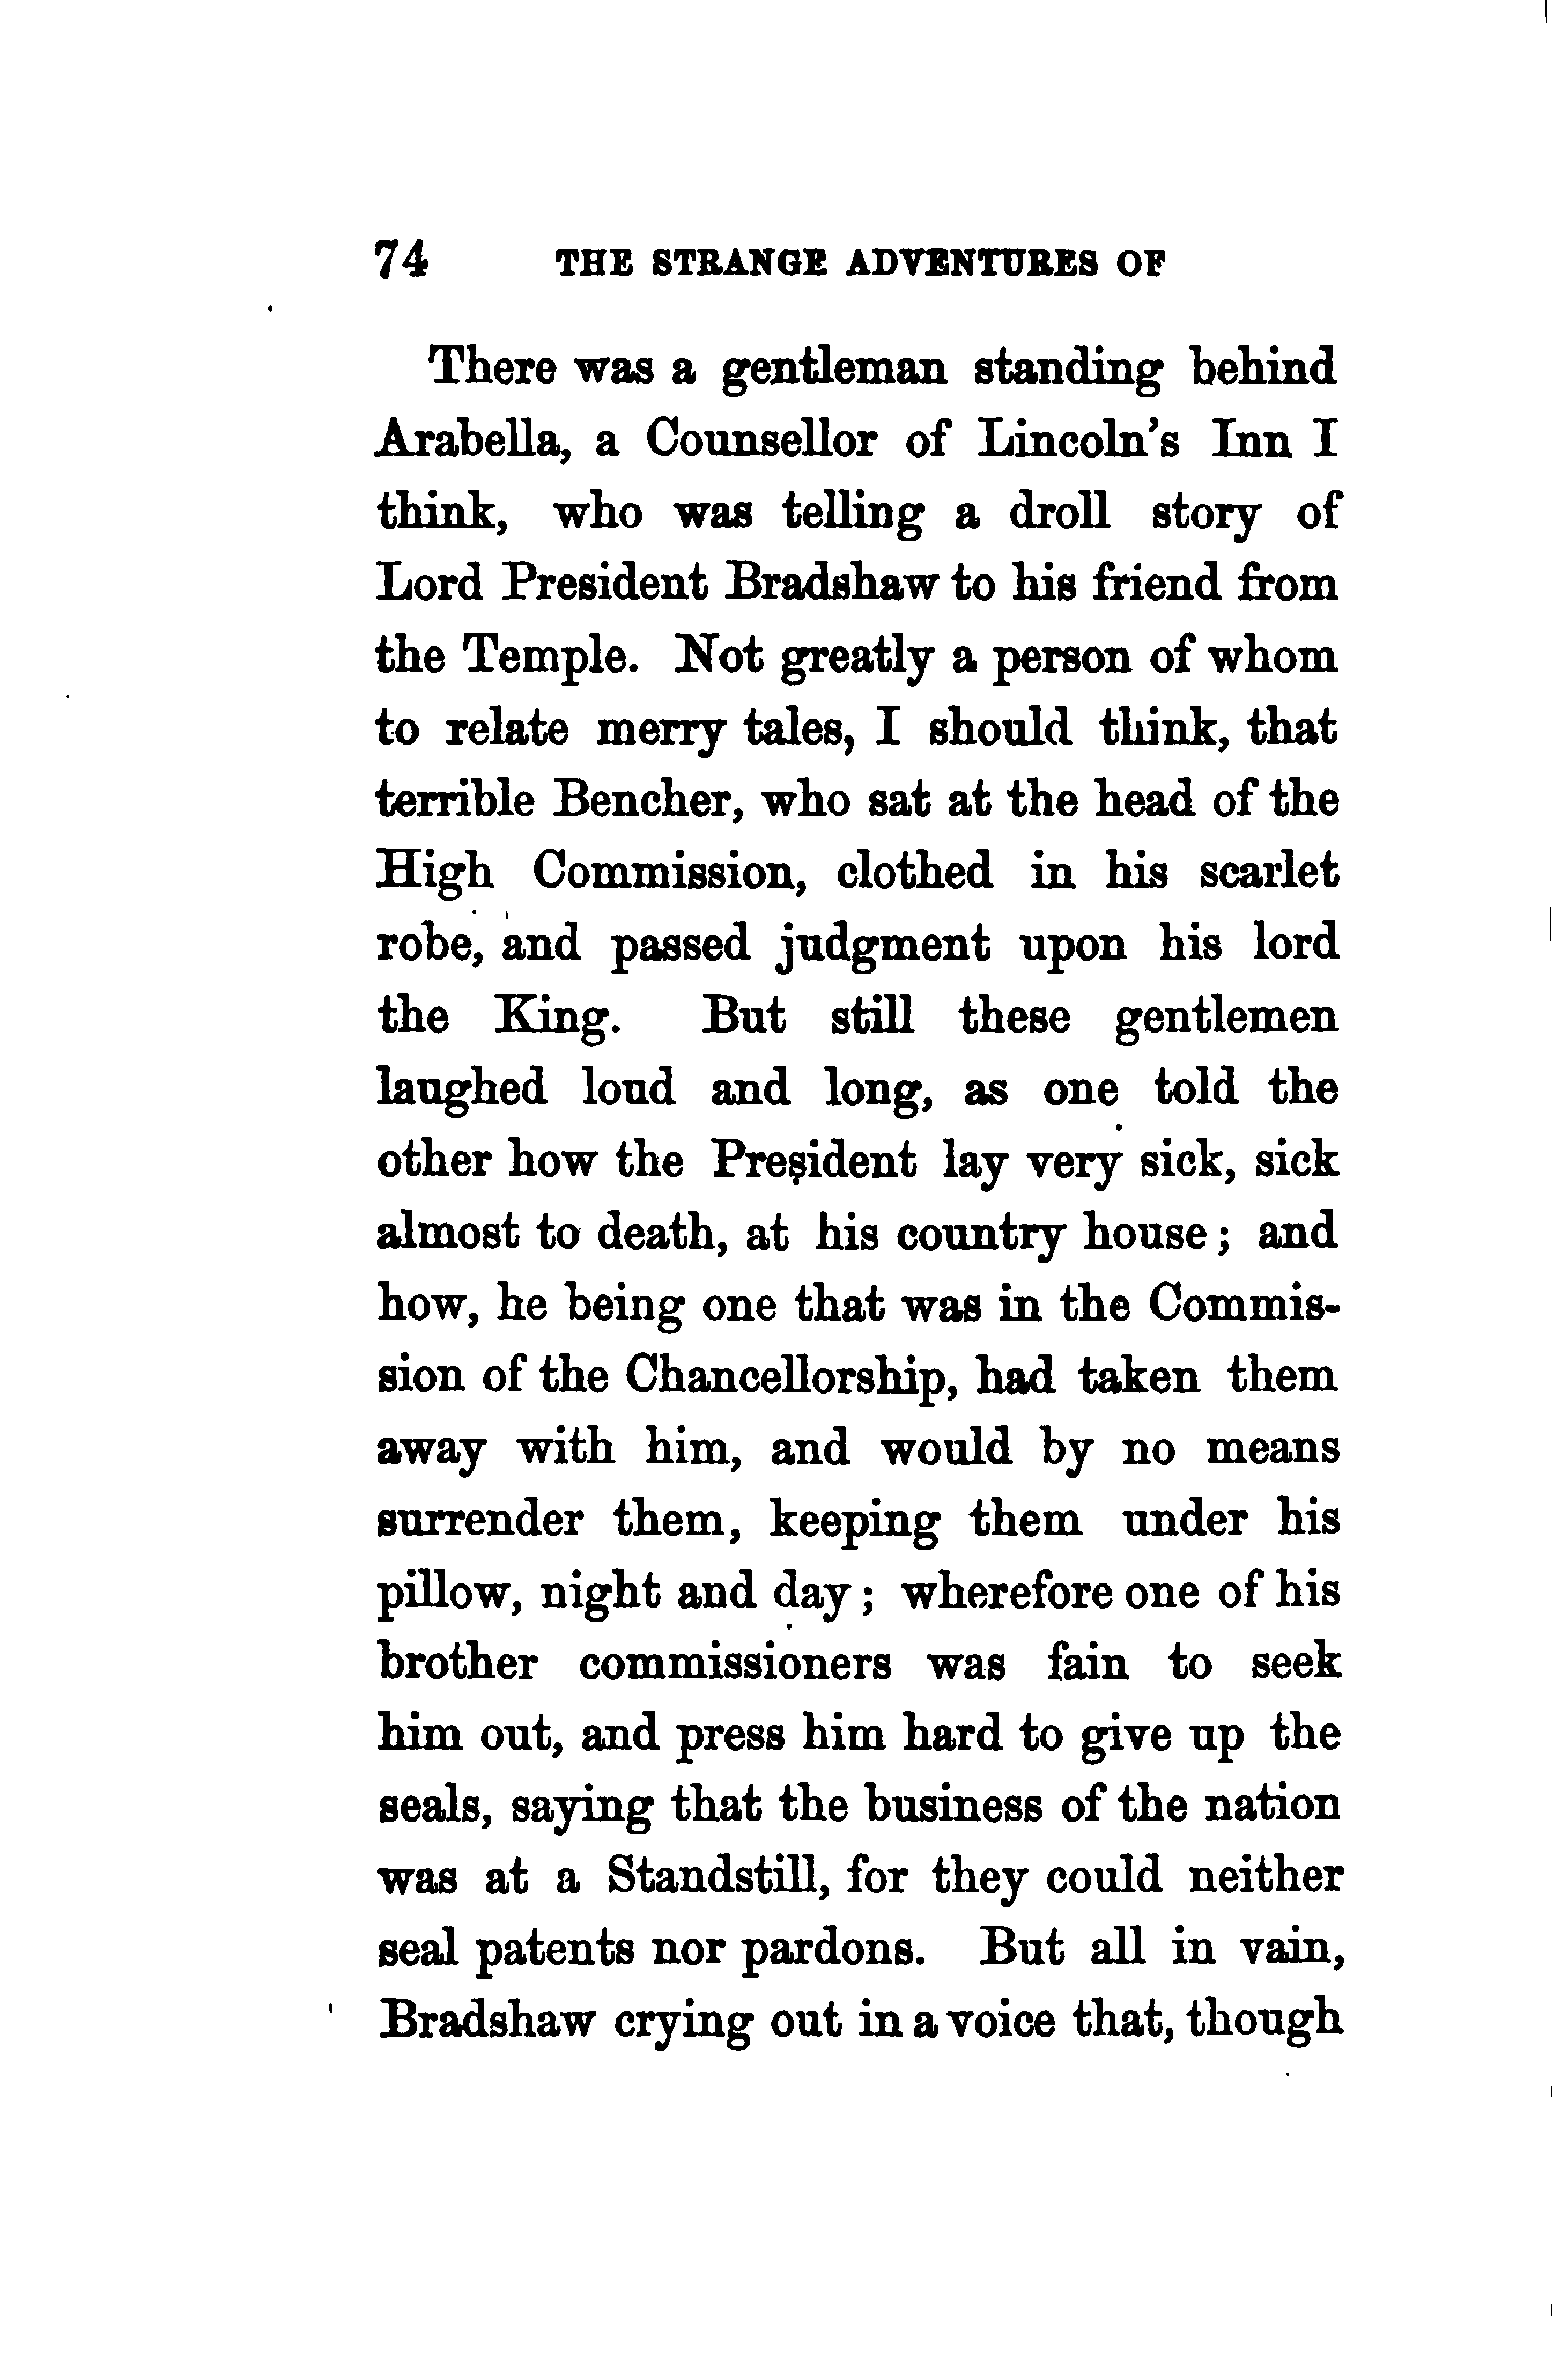 74 THE STRANGE ADVENTURES OF
There was a gentleman standing behind
Arabella, a Counsellor of Lincoln's Inn I
think, who was telling a droll story of
Lord President Bradshaw to his friend from
the Temple. Not greatly a person of whom
to relate merry tales, I should think, that
terrible Bencher, who sat at the head of the
High Commission, clothed in his scarlet
robe, and passed judgment upon his lord
the King. But still these gentlemen
laughed loud and long, as one told the
other how the President lay very sick, sick
almost to death, at his country house; and
how, he being one that was in the Commis-
sion of the Chancellorship, had taken them
away with him, and would by no means
surrender them, keeping them under his
pillow, night and day; wherefore one of his
brother commissioners was fain to seek
him out, and press him hard to give up the
seals, saying that the business of the nation
was at a Standstill, for they could neither
seal patents nor pardons. But all in vain,
Bradshaw crying out in a voice that, though